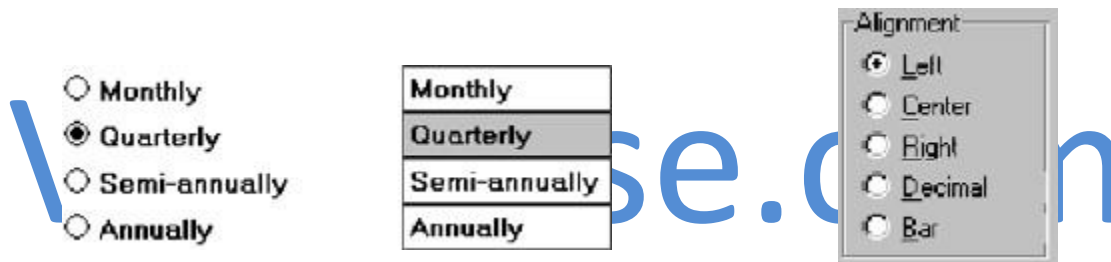 Monthly
Quarterly
Semi-annually
Annually
Monthly
Quarterly
Semi-annually
Annually
Alignment
Left
Center
Right
Decimal
Bar